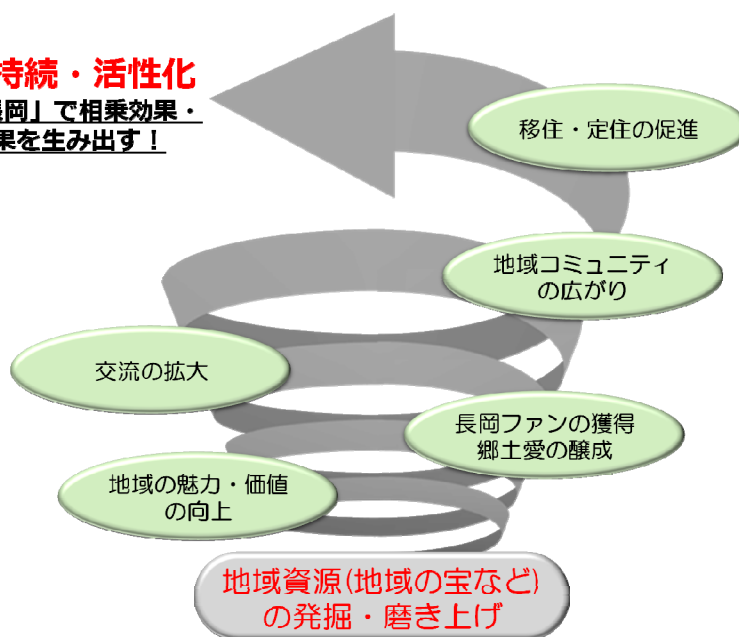 持続・活性化
岡」で相乗効果・
果を生み出す！
移住・定住の促進
地域コミュニティ
の広がり
交流の拡大
長岡ファンの獲得
郷土愛の醸成
地域の魅力・価値
の向上
地域資源(地域の宝など)
の発掘・磨き上げ